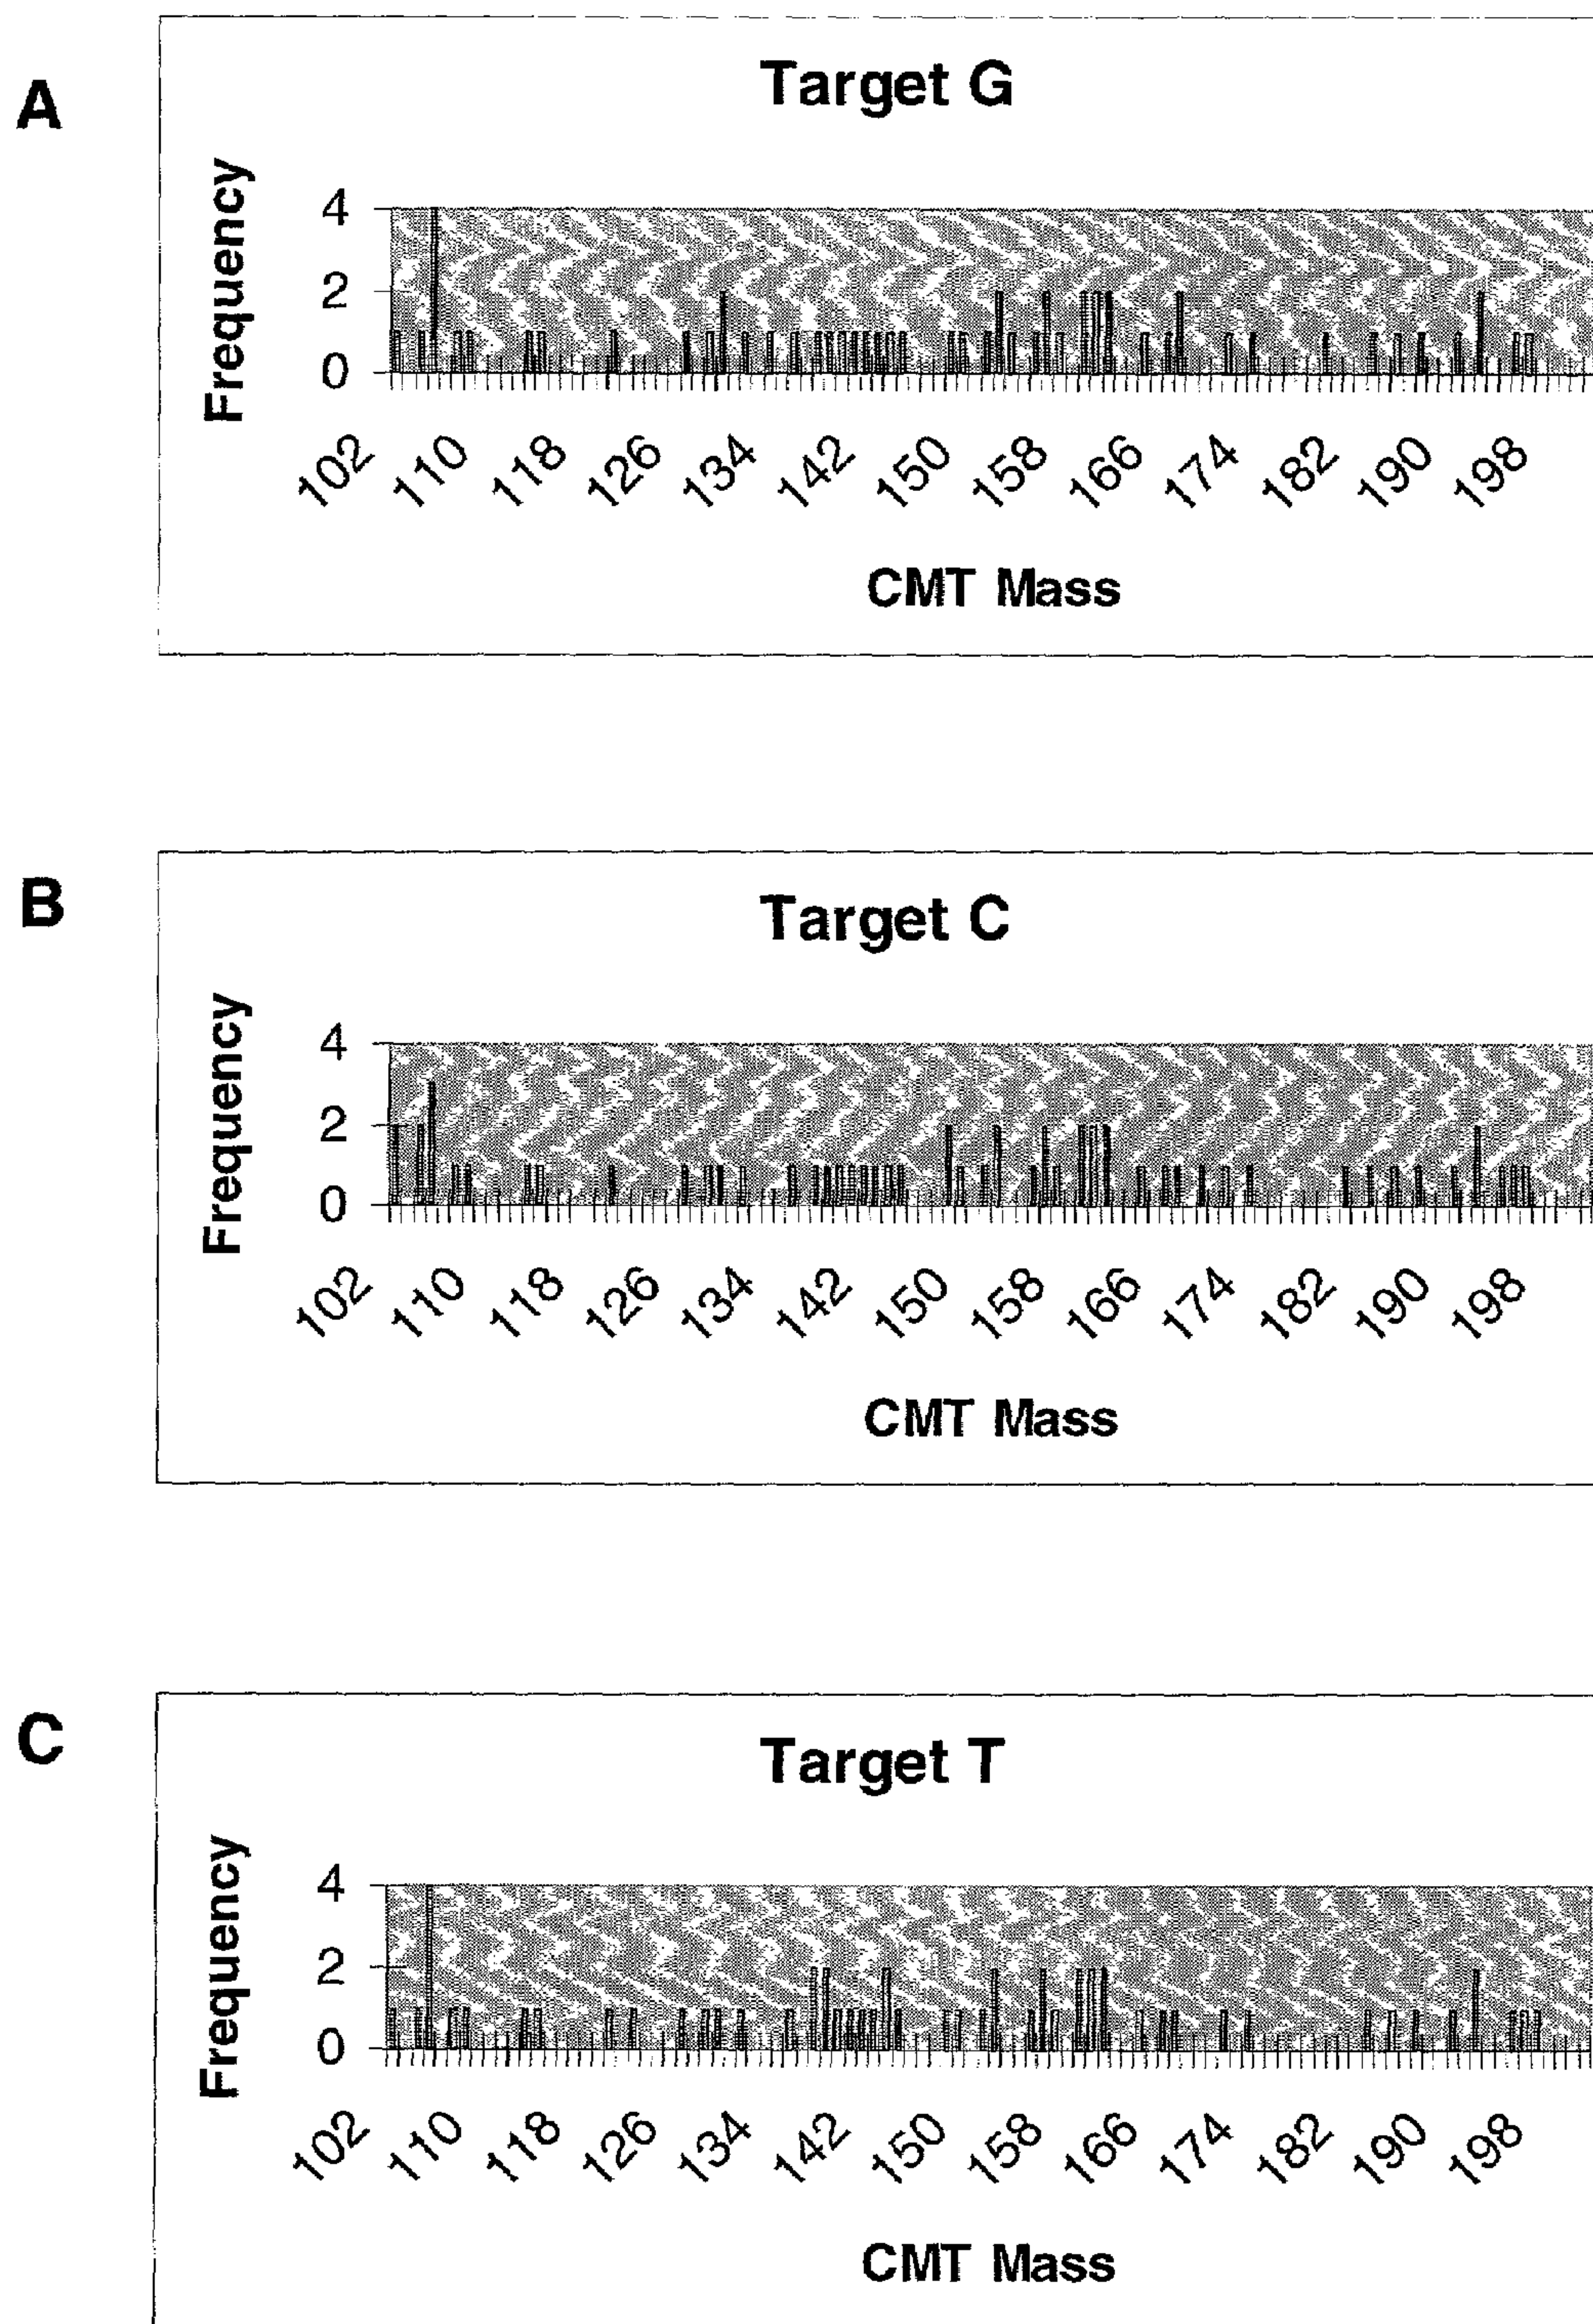 A
Target G
Frequency
4
2
0
102 110 118 126 134 142 150 158 166 174 182 190 198
CMT Mass
B
Target C
Frequency
4
2
0
102 110 118 126 134 142 150 158 166 174 182 190 198
CMT Mass
C
Target T
Frequency
4
2
0
102 110 118 126 134 142 150 158 166 174 182 190 198
CMT Mass